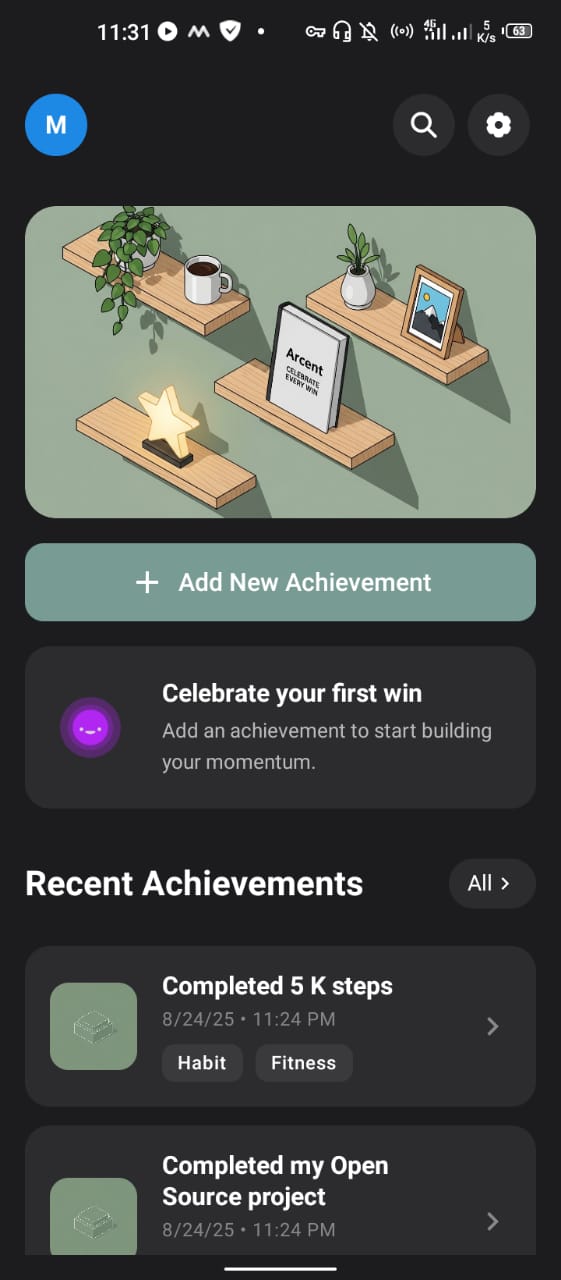 11:31
4G
5
K/s
63
M
Arcent
CELEBRATE
EVERY WIN
Add New Achievement
Celebrate your first win
Add an achievement to start building
your momentum.
Recent Achievements
All
Completed 5 K steps
8/24/25 • 11:24 PM
Habit
Fitness
Completed my Open
Source project
8/24/25 • 11:24 PM